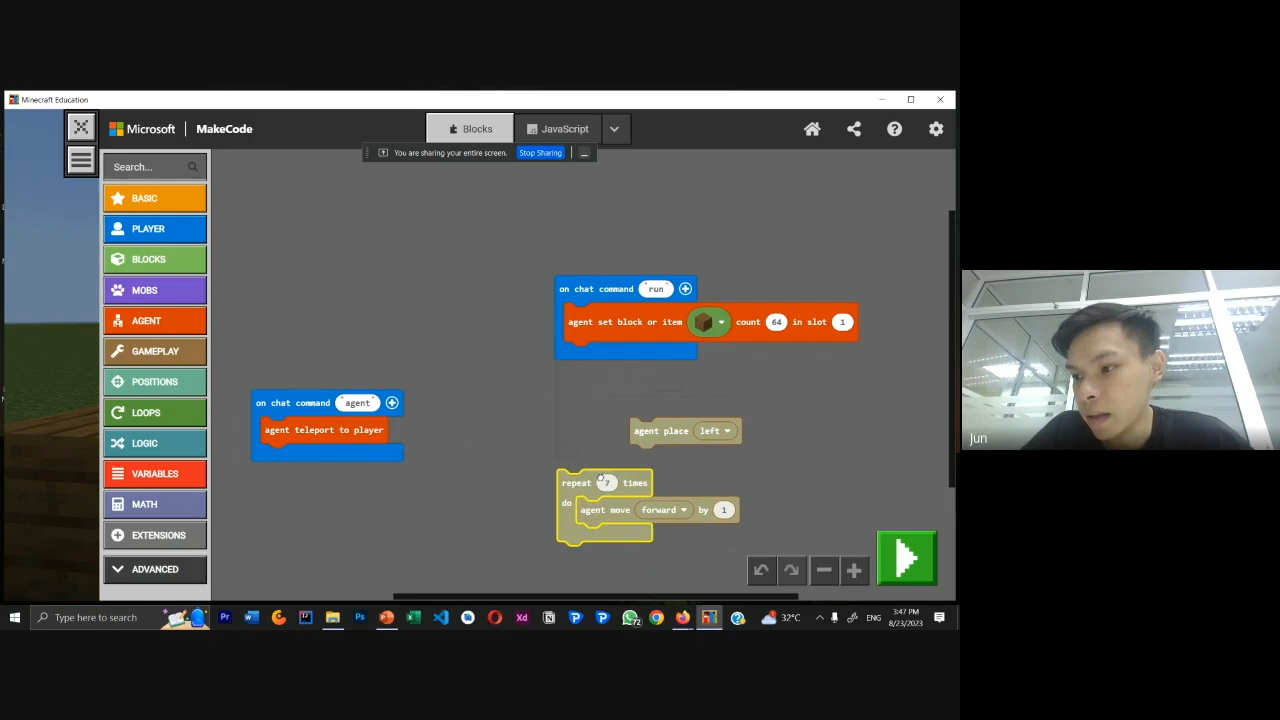 Minecraft Education
Microsoft | MakeCode
Blocks
JavaScript
You are sharing your entire screen. Stop Sharing
Search...
BASIC
PLAYER
BLOCKS
MOBS
AGENT
GAMEPLAY
POSITIONS
LOOPS
LOGIC
VARIABLES
MATH
EXTENSIONS
ADVANCED
on chat command "run"
agent set block or item count 64 in slot 1
on chat command "agent"
agent teleport to player
agent place left
repeat 7 times
do
agent move forward by 1
Jun
Type here to search
72
32°C
ENG
3:47 PM
8/23/2023